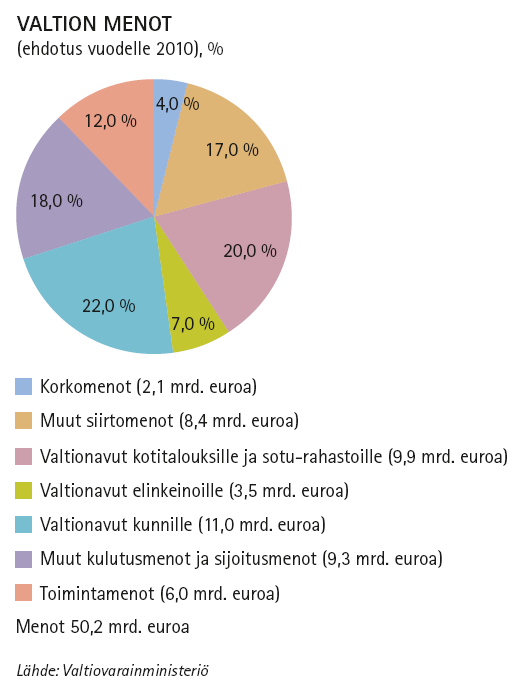 VALTION MENOT
(ehdotus vuodelle 2010), %
4,0 %
17,0 %
12,0 %
18,0 %
20,0 %
22,0 %
7,0 %
Korkomenot (2,1 mrd. euroa)
Muut siirtomenot (8,4 mrd. euroa)
Valtionavut kotitalouksille ja sotu-rahastoille (9,9 mrd. euroa)
Valtionavut elinkeinoille (3,5 mrd. euroa)
Valtionavut kunnille (11,0 mrd. euroa)
Muut kulutusmenot ja sijoitusmenot (9,3 mrd. euroa)
Toimintamenot (6,0 mrd. euroa)
Menot 50,2 mrd. euroa
Lähde: Valtiovarainministeriö